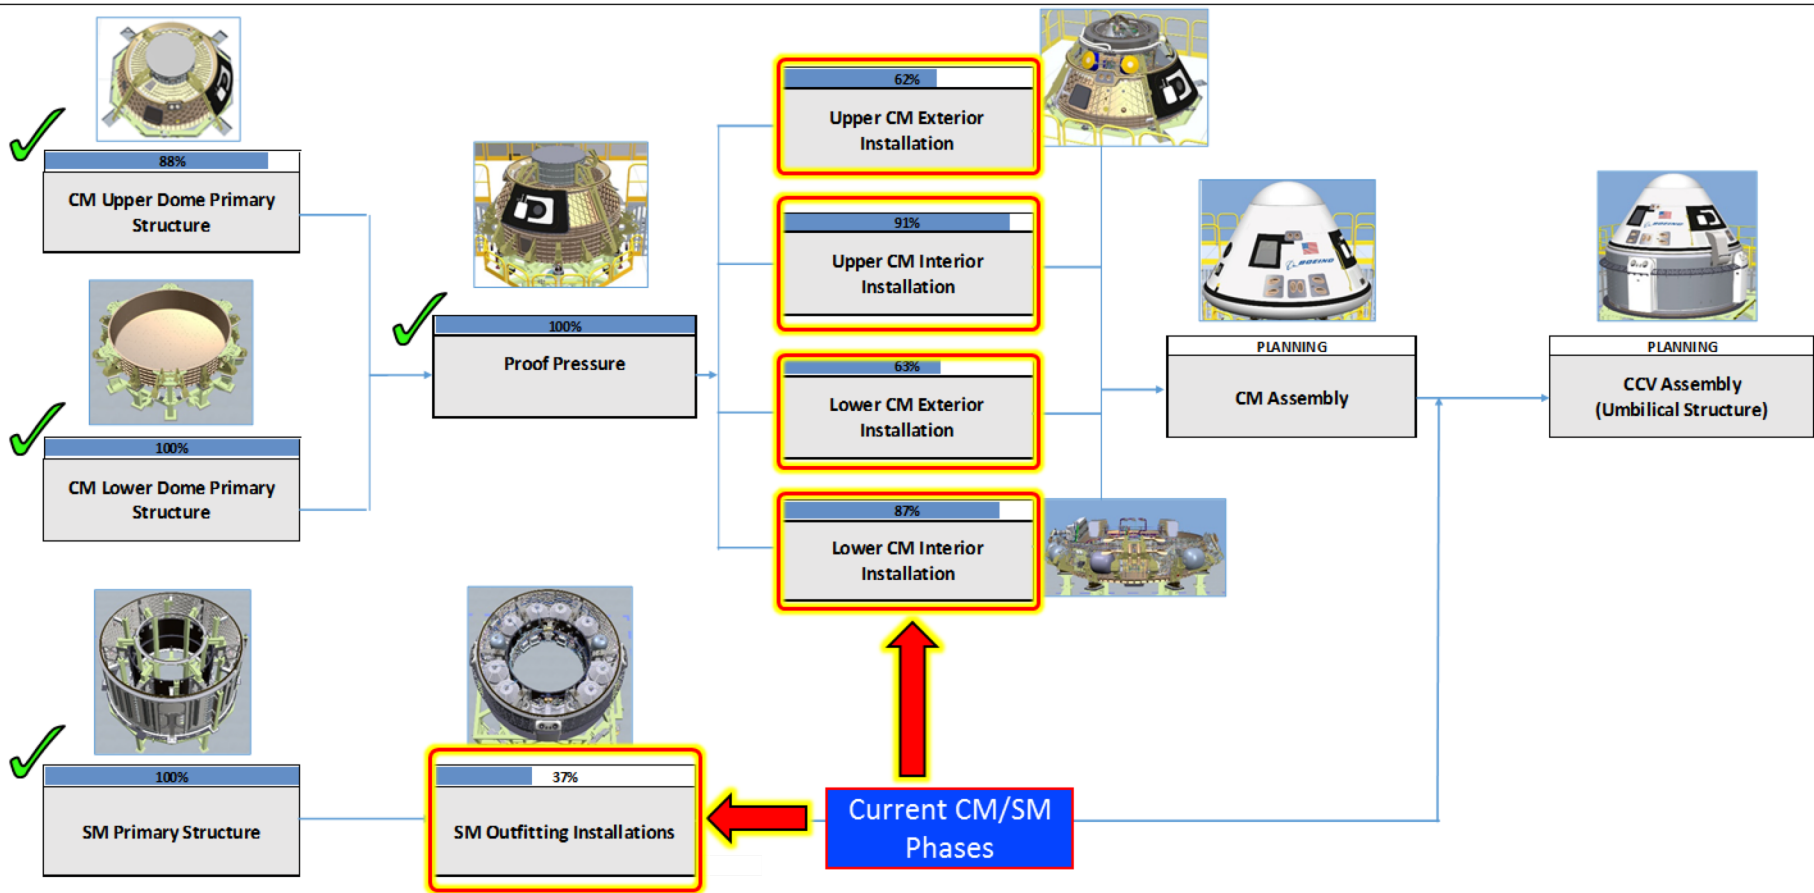 88%
CM Upper Dome Primary
Structure
100%
CM Lower Dome Primary
Structure
100%
SM Primary Structure
100%
Proof Pressure
37%
SM Outfitting Installations
62%
Upper CM Exterior
Installation
91%
Upper CM Interior
Installation
63%
Lower CM Exterior
Installation
87%
Lower CM Interior
Installation
Current CM/SM
Phases
BOEING
PLANNING
CM Assembly
BOEING
PLANNING
CCV Assembly
(Umbilical Structure)